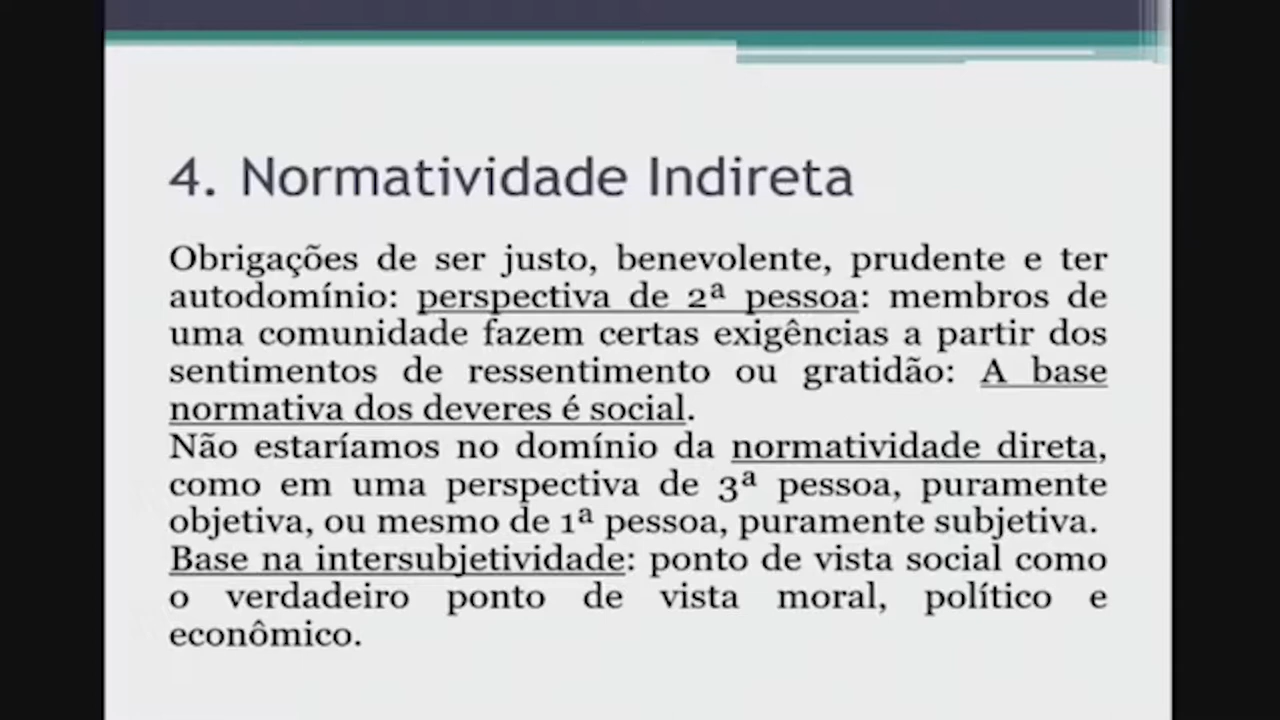 4. Normatividade Indireta
Obrigações de ser justo, benevolente, prudente e ter
autodomínio: perspectiva de 2ª pessoa: membros de
uma comunidade fazem certas exigências a partir dos
sentimentos de ressentimento ou gratidão: A base
normativa dos deveres é social.
Não estaríamos no domínio da normatividade direta,
como em uma perspectiva de 3ª pessoa, puramente
objetiva, ou mesmo de 1ª pessoa, puramente subjetiva.
Base na intersubjetividade: ponto de vista social como
o verdadeiro ponto de vista moral, político e
econômico.